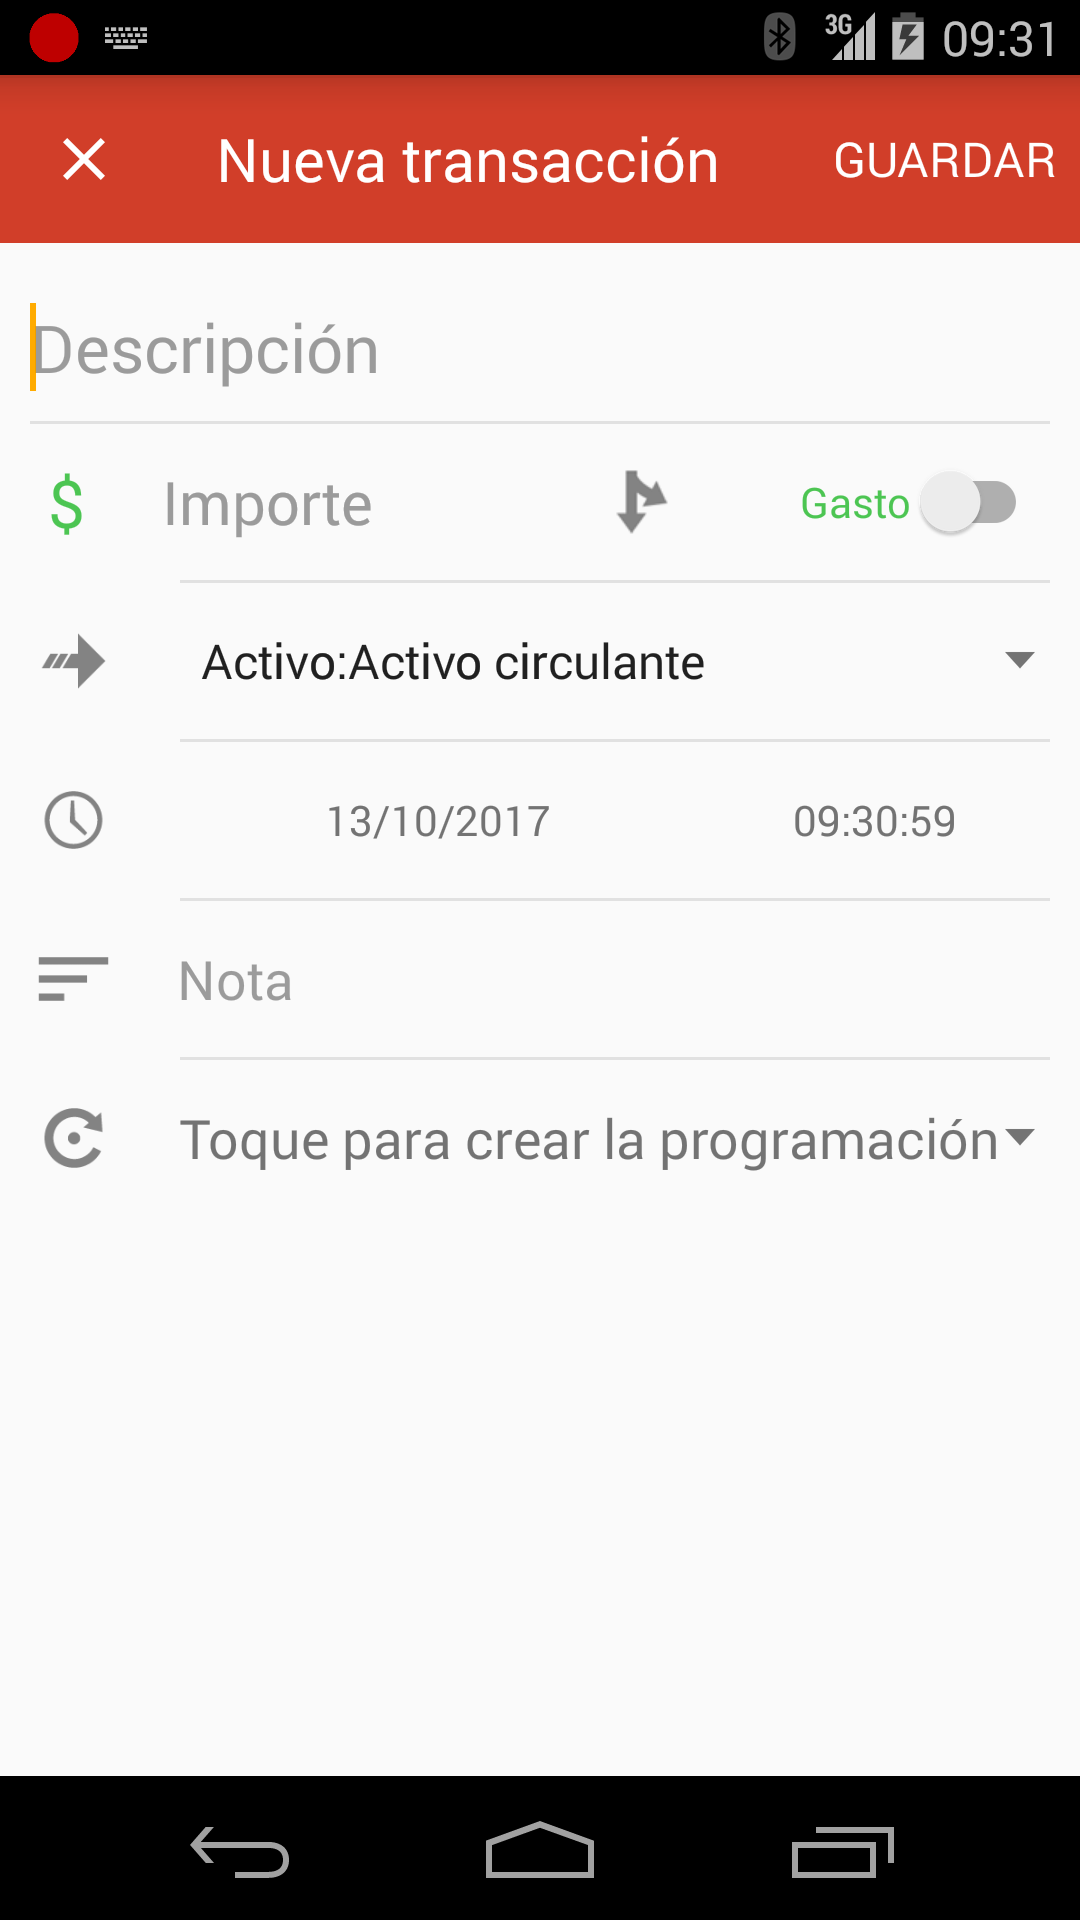 3G 09:31
Nueva transacción GUARDAR
Descripción
$ Importe Gasto
Activo:Activo circulante
13/10/2017 09:30:59
Nota
Toque para crear la programación